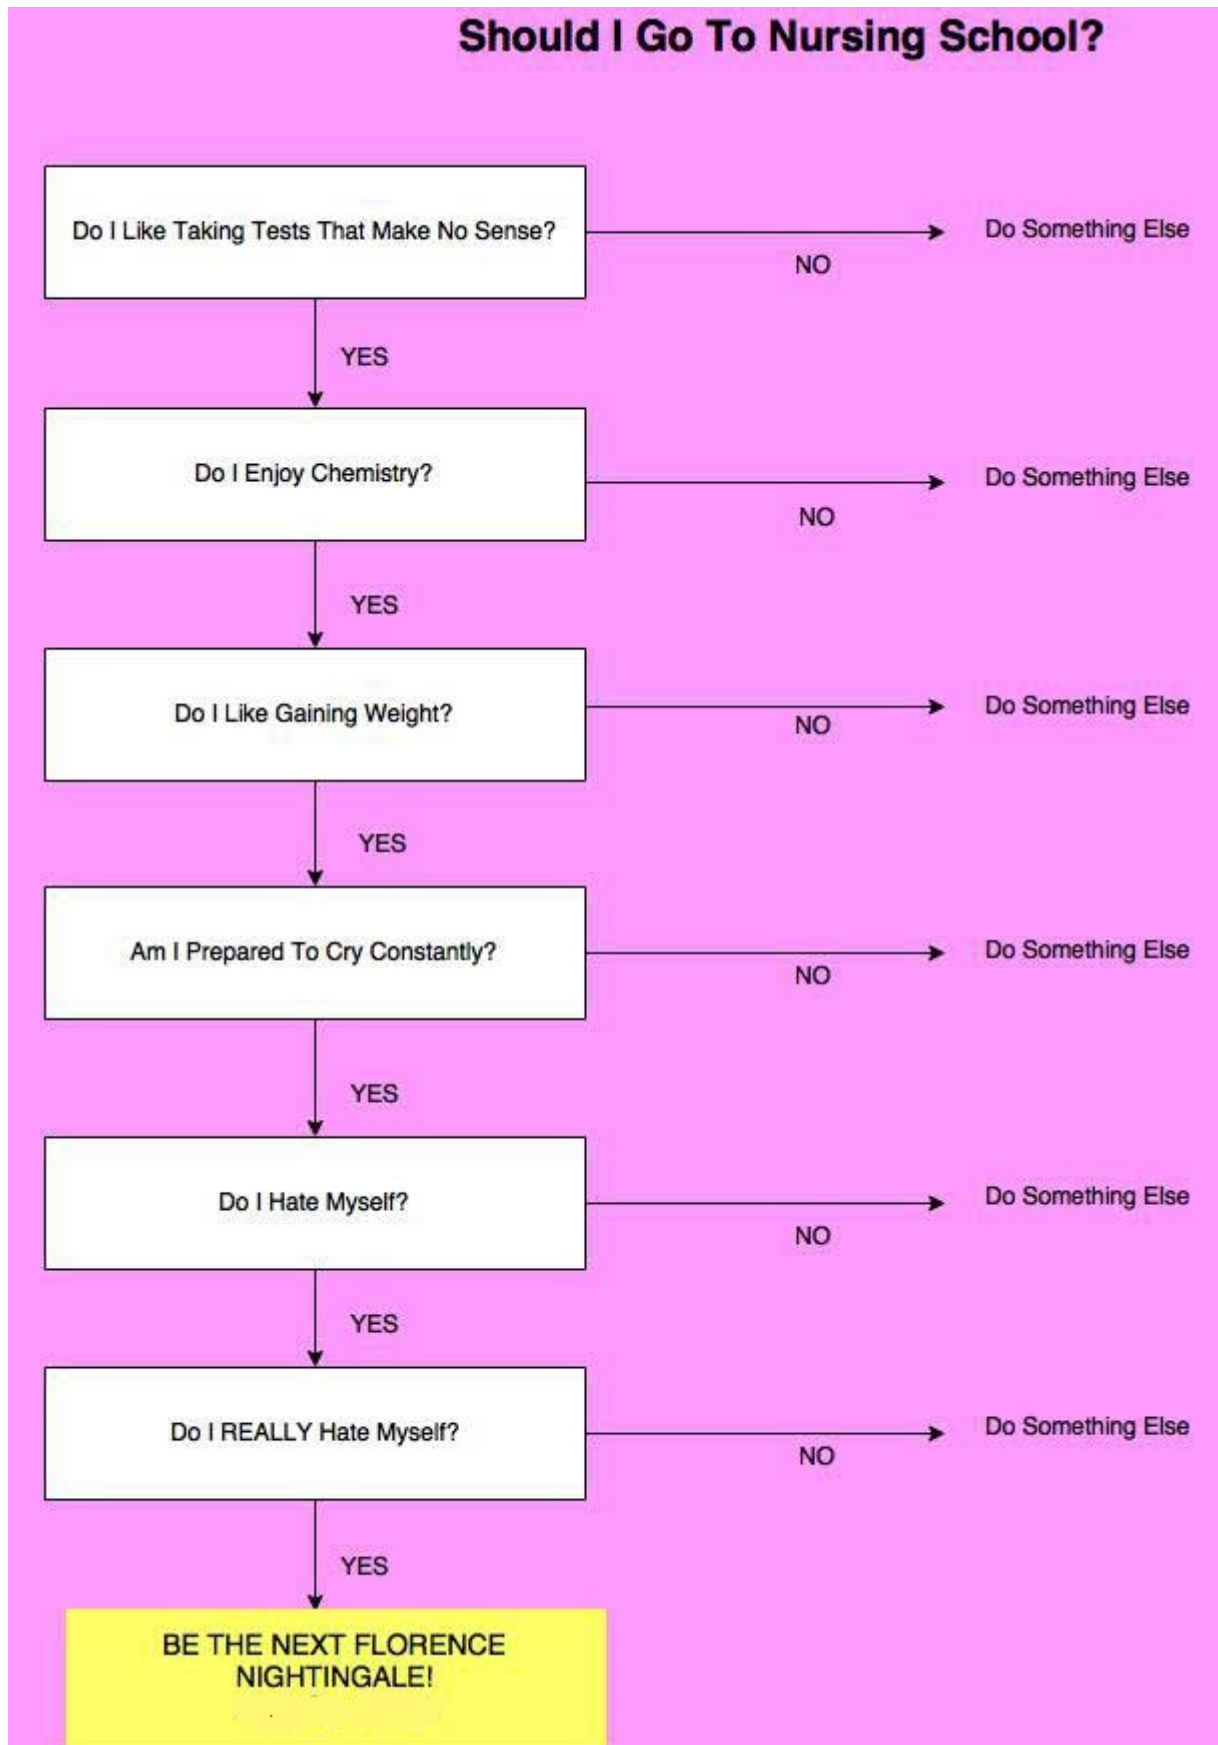 Should I Go To Nursing School?
Do I Like Taking Tests That Make No Sense?
Do Something Else
NO
YES
Do I Enjoy Chemistry?
Do Something Else
NO
YES
Do I Like Gaining Weight?
Do Something Else
NO
YES
Am I Prepared To Cry Constantly?
Do Something Else
NO
YES
Do I Hate Myself?
Do Something Else
NO
YES
Do I REALLY Hate Myself?
Do Something Else
NO
YES
BE THE NEXT FLORENCE
NIGHTINGALE!